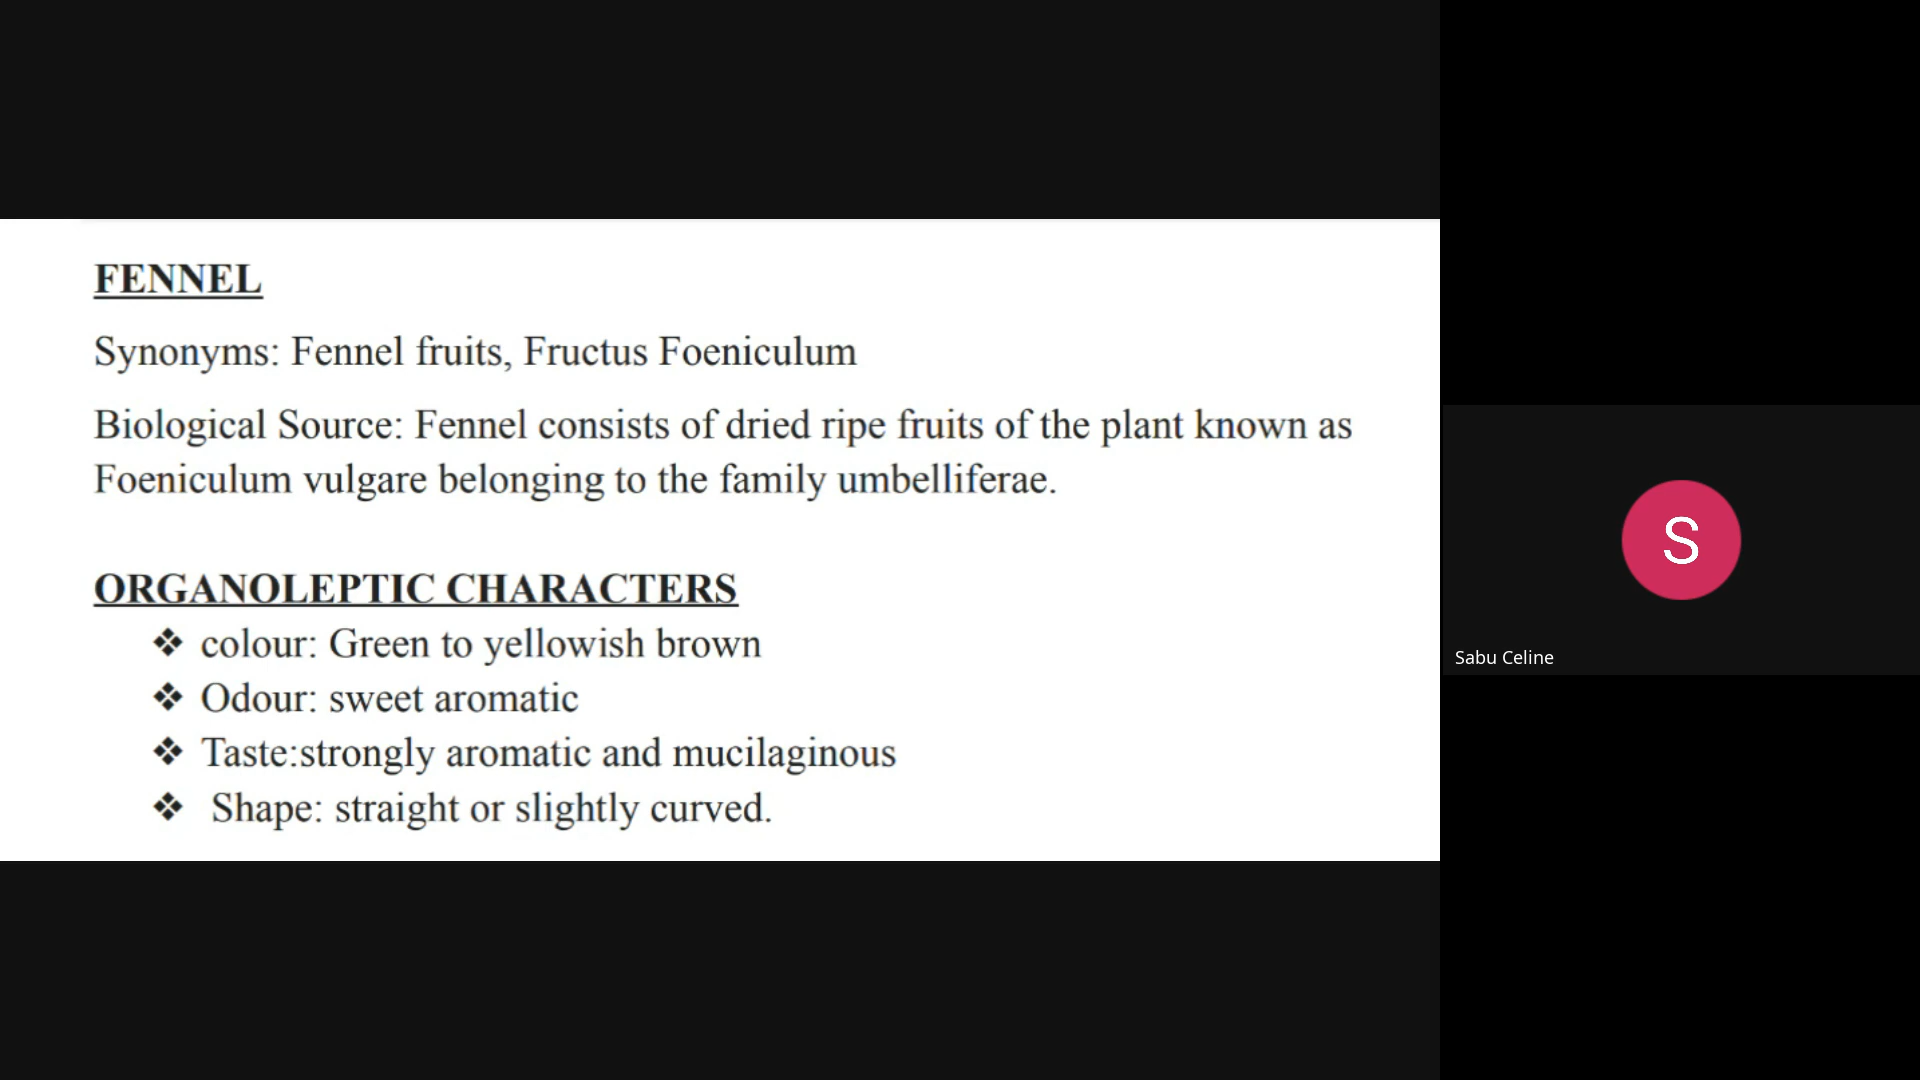 FENNEL
Synonyms: Fennel fruits, Fructus Foeniculum
Biological Source: Fennel consists of dried ripe fruits of the plant known as
Foeniculum vulgare belonging to the family umbelliferae.
ORGANOLEPTIC CHARACTERS
❖ colour: Green to yellowish brown
❖ Odour: sweet aromatic
❖ Taste:strongly aromatic and mucilaginous
❖ Shape: straight or slightly curved.
S
Sabu Celine